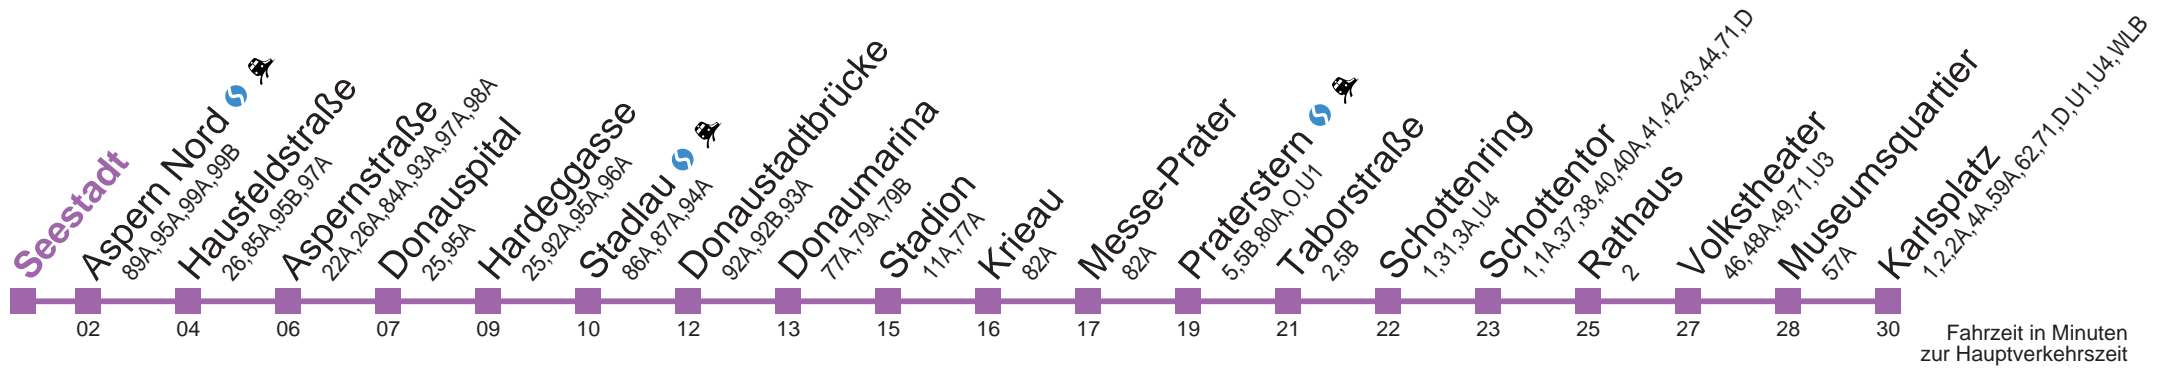 Seestadt
Aspern Nord
89A,95A,99A,99B
Hausfeldstraße
26,85A,95B,97A
Aspernstraße
22A,26A,84A,93A,97A,98A
Donauspital
25,95A
Hardeggasse
25,92A,95A,96A
Stadlau
86A,87A,94A
Donaustadtbrücke
92A,92B,93A
Donaumarina
77A,79A,79B
Stadion
11A,77A
Krieau
82A
Messe-Prater
82A
Praterstern
5,5B,80A,O,U1
Taborstraße
2,5B
Schottenring
1,31,3A,U4
Schottentor
1,1A,37,38,40,40A,41,42,43,44,71,D
Rathaus
2
Volkstheater
46,48A,49,71,U3
Museumsquartier
57A
Karlsplatz
1,2,2A,4A,59A,62,71,D,U1,U4,WLB
02 04 06 07 09 10 12 13 15 16 17 19 21 22 23 25 27 28 30
Fahrzeit in Minuten
zur Hauptverkehrszeit